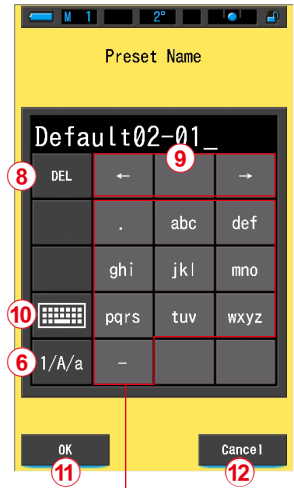 M 1 2°
Preset Name
Default02-01_
⑨
⑧ DEL ← →
. abc def
ghi jkl mno
⑩ pqrs tuv wxyz
⑥ 1/A/a -
OK Cancel
⑪ ⑫